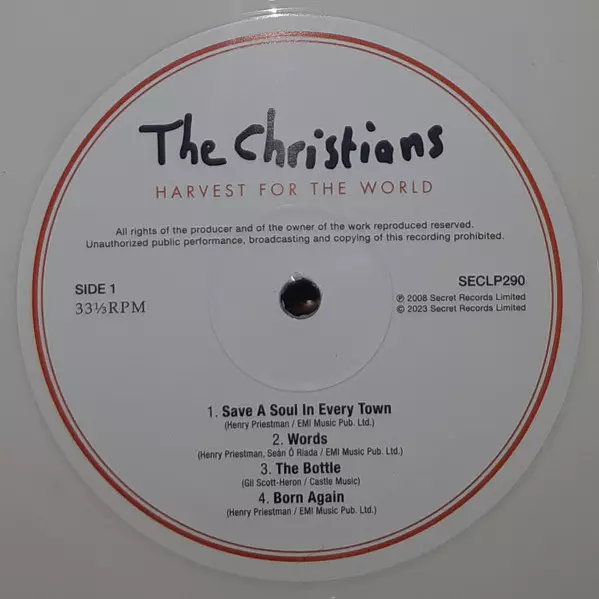 The Christians
HARVEST FOR THE WORLD
All rights of the producer and of the owner of the work reproduced reserved.
Unauthorized public performance, broadcasting and copying of this recording prohibited.
SIDE 1
33⅓RPM
SECLP290
℗ 2008 Secret Records Limited
© 2023 Secret Records Limited
1. Save A Soul In Every Town
(Henry Priestman / EMI Music Pub. Ltd.)
2. Words
(Henry Priestman, Seán Ó Riada / EMI Music Pub. Ltd.)
3. The Bottle
(Gil Scott-Heron / Castle Music)
4. Born Again
(Henry Priestman / EMI Music Pub. Ltd.)